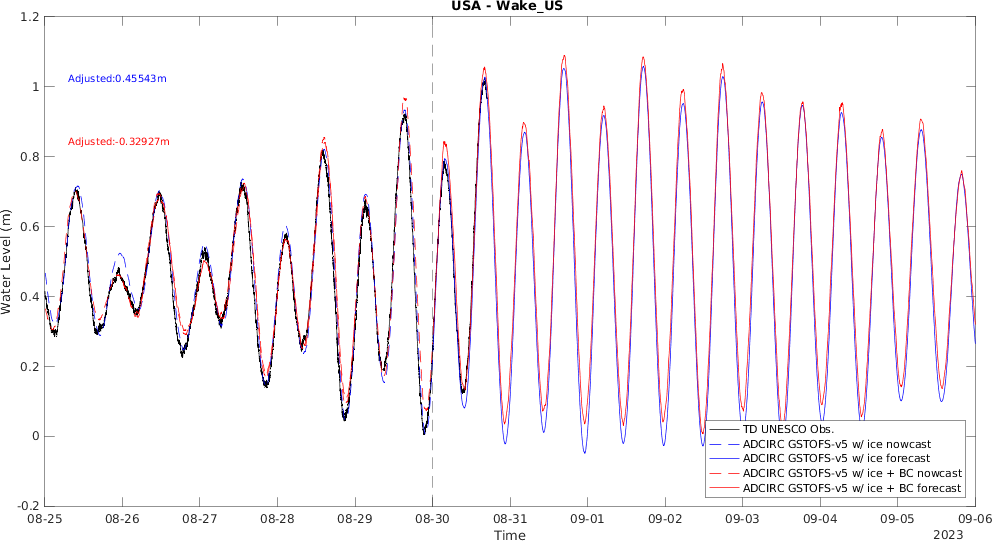 USA - Wake_US
1.2
1
0.8
0.6
0.4
0.2
0
-0.2
Water Level (m)
Adjusted:0.45543m
Adjusted:-0.32927m
TD UNESCO Obs.
ADCIRC GSTOFS-v5 w/ ice nowcast
ADCIRC GSTOFS-v5 w/ ice forecast
ADCIRC GSTOFS-v5 w/ ice + BC nowcast
ADCIRC GSTOFS-v5 w/ ice + BC forecast
08-25 08-26 08-27 08-28 08-29 08-30 08-31 09-01 09-02 09-03 09-04 09-05 09-06
Time
2023